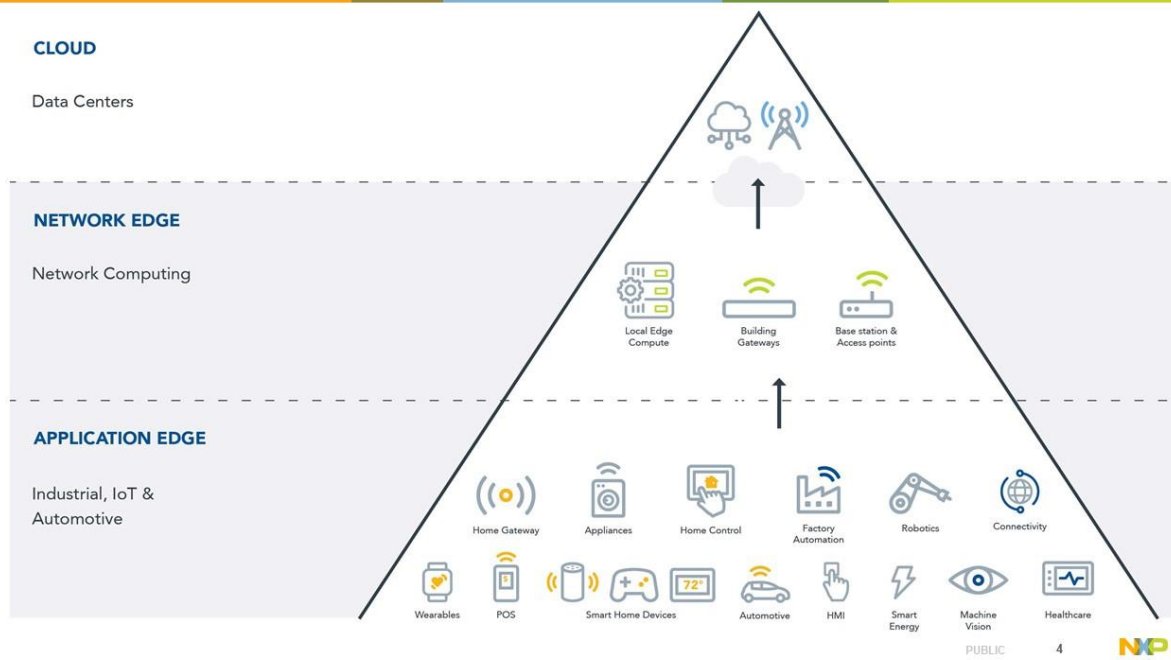 CLOUD
Data Centers
NETWORK EDGE
Network Computing
Local Edge
Compute
Building
Gateways
Base station &
Access points
APPLICATION EDGE
Industrial, IoT &
Automotive
Home Gateway
Appliances
Home Control
Factory
Automation
Robotics
Connectivity
$
72°
Wearables
POS
Smart Home Devices
Automotive
HMI
Smart
Energy
Machine
Vision
Healthcare
PUBLIC
4
NXP